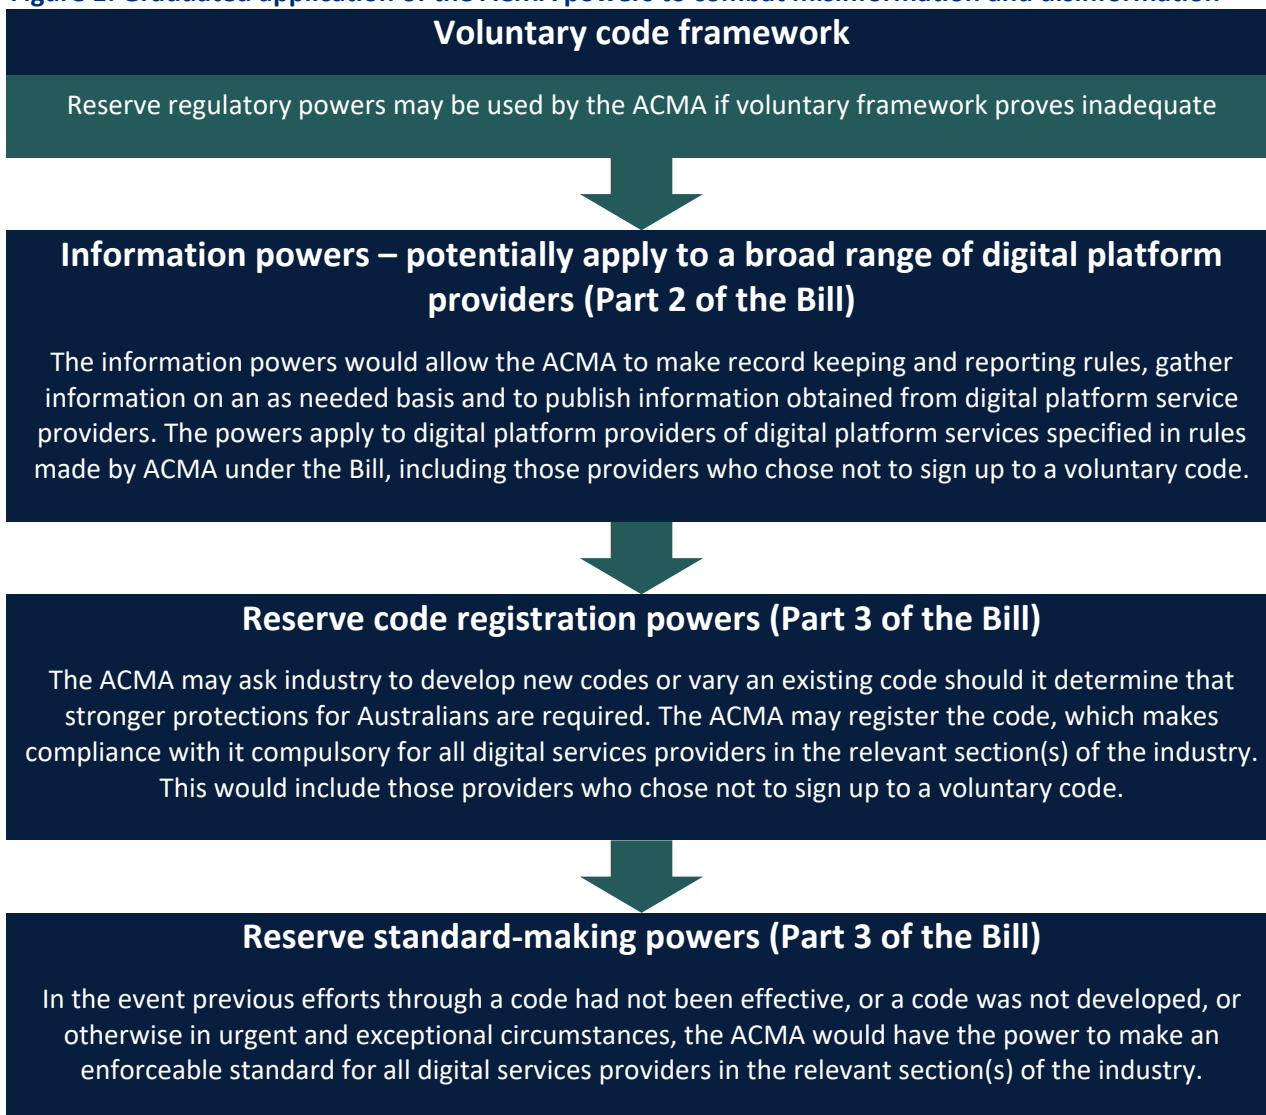 Voluntary code framework
Reserve regulatory powers may be used by the ACMA if voluntary framework proves inadequate
Information powers – potentially apply to a broad range of digital platform
providers (Part 2 of the Bill)
The information powers would allow the ACMA to make record keeping and reporting rules, gather
information on an as needed basis and to publish information obtained from digital platform service
providers. The powers apply to digital platform providers of digital platform services specified in rules
made by ACMA under the Bill, including those providers who chose not to sign up to a voluntary code.
Reserve code registration powers (Part 3 of the Bill)
The ACMA may ask industry to develop new codes or vary an existing code should it determine that
stronger protections for Australians are required. The ACMA may register the code, which makes
compliance with it compulsory for all digital services providers in the relevant section(s) of the industry.
This would include those providers who chose not to sign up to a voluntary code.
Reserve standard-making powers (Part 3 of the Bill)
In the event previous efforts through a code had not been effective, or a code was not developed, or
otherwise in urgent and exceptional circumstances, the ACMA would have the power to make an
enforceable standard for all digital services providers in the relevant section(s) of the industry.